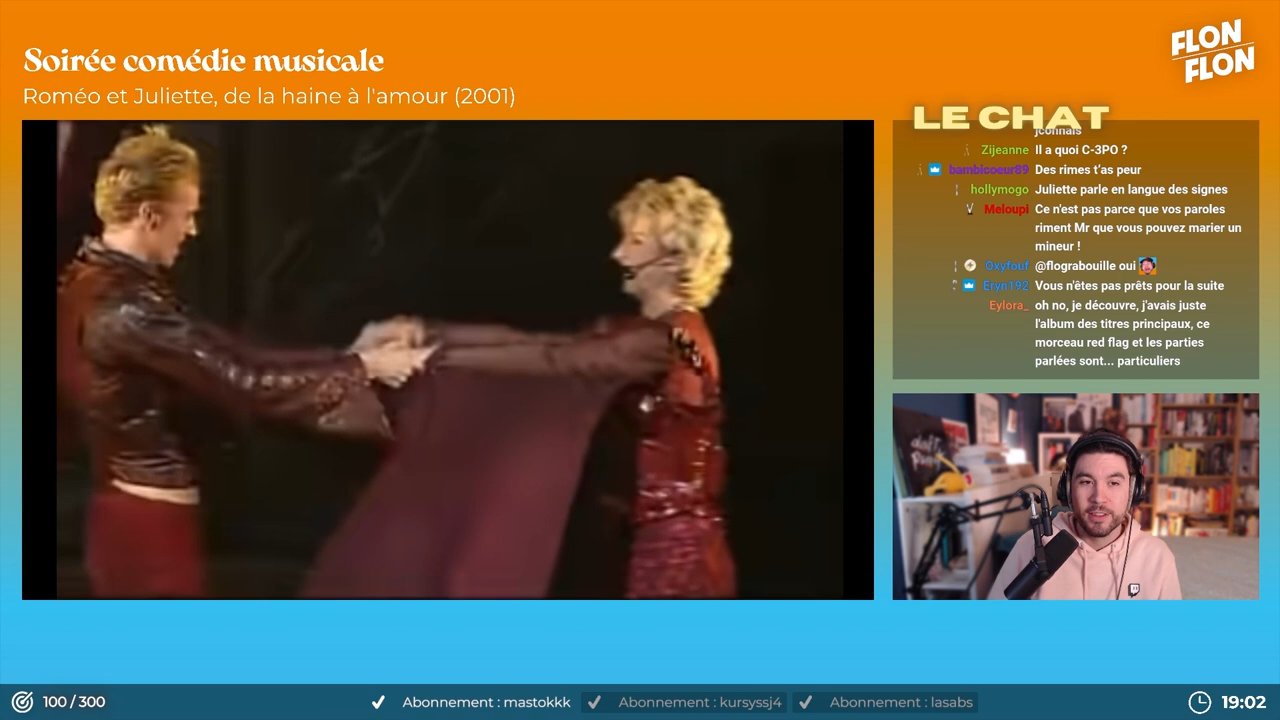 Soirée comédie musicale
Roméo et Juliette, de la haine à l'amour (2001)
FLON
FLON
LE CHAT
jconnais
Zijeanne Il a quoi C-3PO ?
bambicoeur89 Des rimes t'as peur
hollymogo Juliette parle en langue des signes
Meloupi Ce n'est pas parce que vos paroles
riment Mr que vous pouvez marier un
mineur !
Oxyfouf @flograbouille oui
Eryn192 Vous n'êtes pas prêts pour la suite
Eylora_ oh no, je découvre, j'avais juste
l'album des titres principaux, ce
morceau red flag et les parties
parlées sont... particuliers
100 / 300
Abonnement : mastokkk
Abonnement : kursyssj4
Abonnement : lasabs
19:02